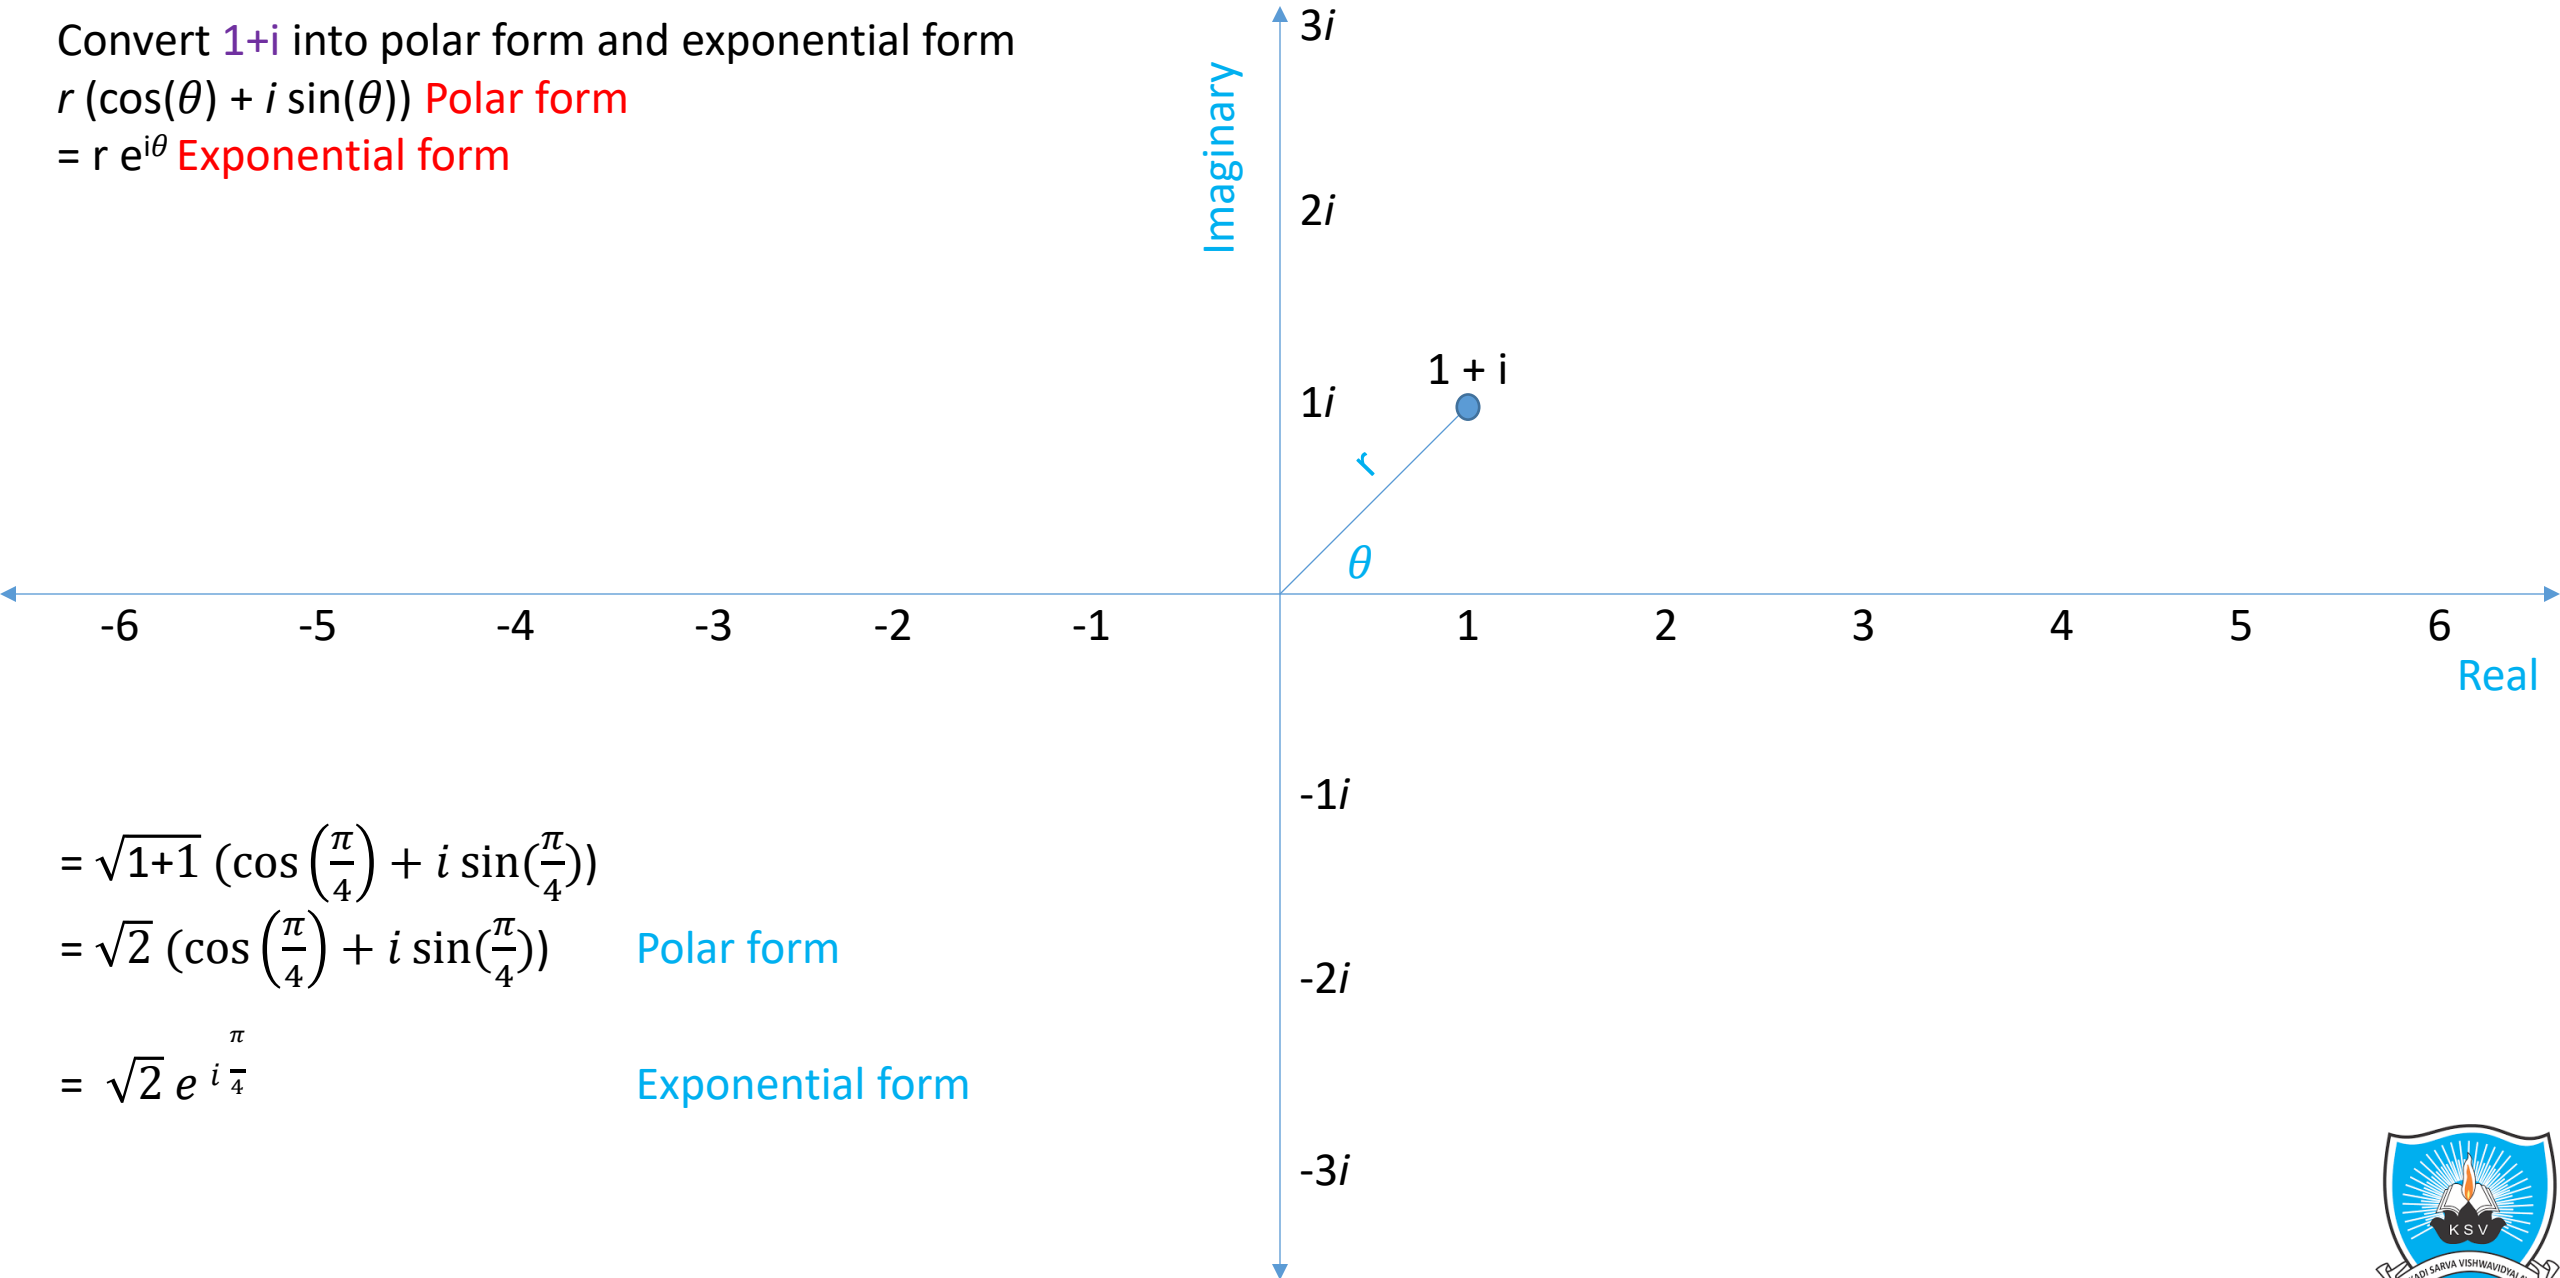 Convert 1+i into polar form and exponential form
r (cos(θ) + i sin(θ)) Polar form
= r e^{iθ} Exponential form
Imaginary
3i
2i
1i
1 + i
r
θ
-6 -5 -4 -3 -2 -1 1 2 3 4 5 6
Real
-1i
-2i
-3i
= √(1+1) (cos(π/4) + i sin(π/4))
= √2 (cos(π/4) + i sin(π/4)) Polar form
= √2 e^{i π/4} Exponential form
KSV
SARVA VISHWAVIDYAL